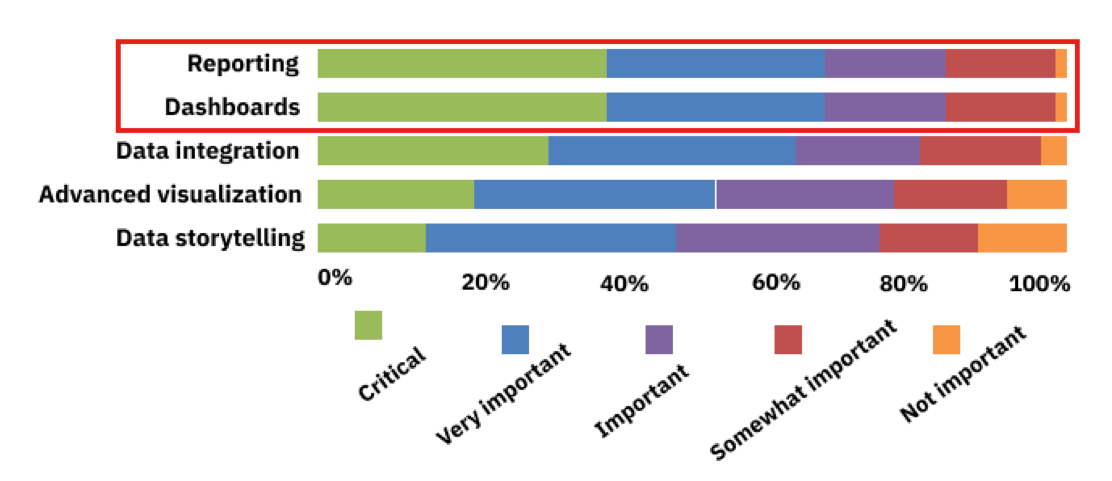 Reporting
Dashboards
Data integration
Advanced visualization
Data storytelling
0% 20% 40% 60% 80% 100%
Critical
Very important
Important
Somewhat important
Not important